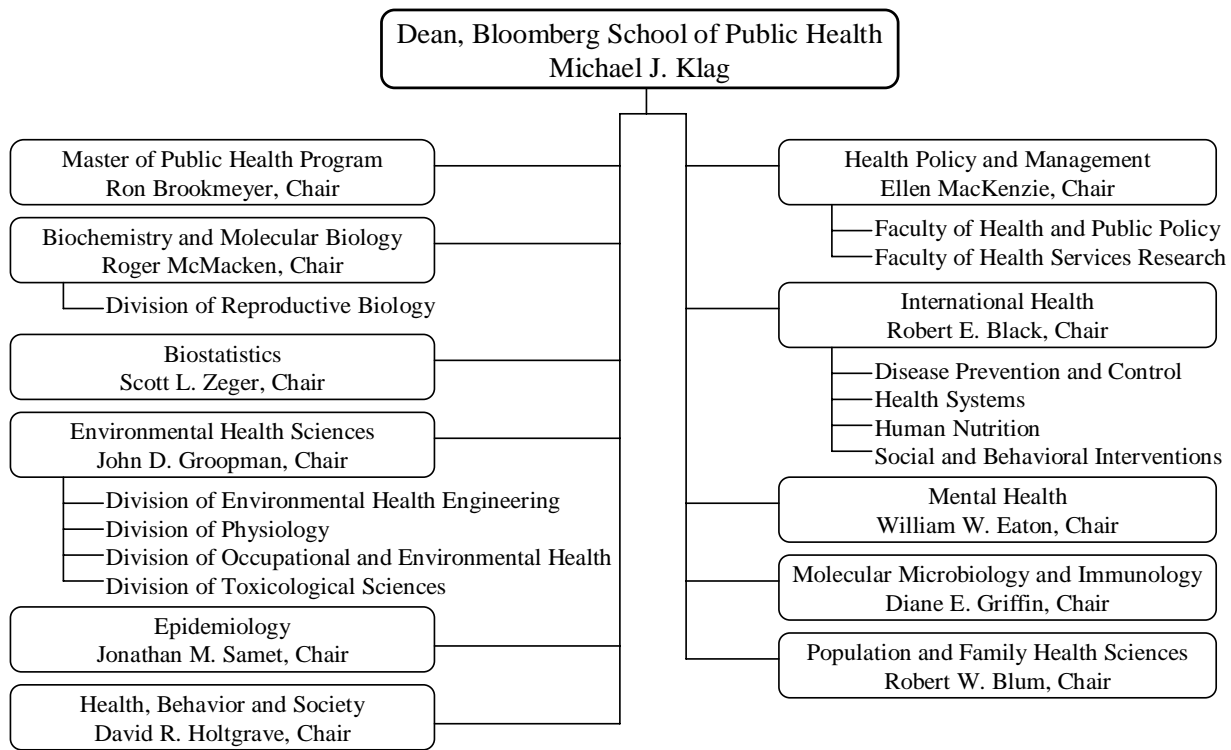 Dean, Bloomberg School of Public Health
Michael J. Klag
Master of Public Health Program
Ron Brookmeyer, Chair
Biochemistry and Molecular Biology
Roger McMacken, Chair
Division of Reproductive Biology
Biostatistics
Scott L. Zeger, Chair
Environmental Health Sciences
John D. Groopman, Chair
Division of Environmental Health Engineering
Division of Physiology
Division of Occupational and Environmental Health
Division of Toxicological Sciences
Epidemiology
Jonathan M. Samet, Chair
Health, Behavior and Society
David R. Holtgrave, Chair
Health Policy and Management
Ellen MacKenzie, Chair
Faculty of Health and Public Policy
Faculty of Health Services Research
International Health
Robert E. Black, Chair
Disease Prevention and Control
Health Systems
Human Nutrition
Social and Behavioral Interventions
Mental Health
William W. Eaton, Chair
Molecular Microbiology and Immunology
Diane E. Griffin, Chair
Population and Family Health Sciences
Robert W. Blum, Chair